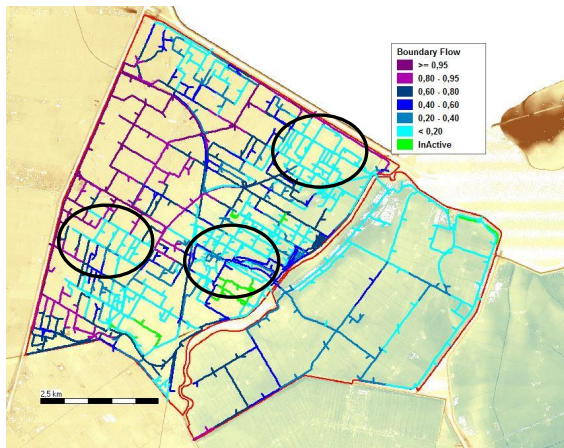 Boundary Flow
>= 0,95
0,80 - 0,95
0,60 - 0,80
0,40 - 0,60
0,20 - 0,40
< 0,20
InActive
2,5 km